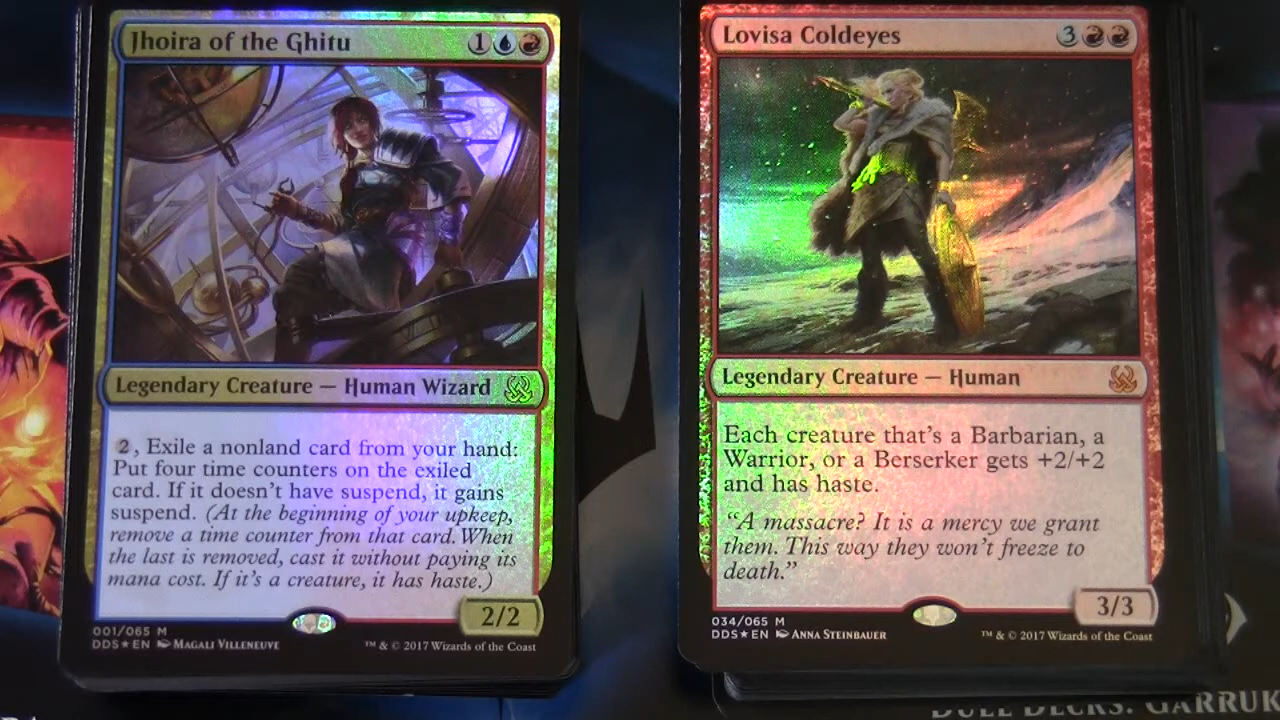 Jhoira of the Ghitu 1
Legendary Creature — Human Wizard
2, Exile a nonland card from your hand:
Put four time counters on the exiled
card. If it doesn't have suspend, it gains
suspend. (At the beginning of your upkeep,
remove a time counter from that card. When
the last is removed, cast it without paying its
mana cost. If it's a creature, it has haste.)
2/2
001/065 M
DDS★EN Magali Villeneuve
™ & © 2017 Wizards of the Coast
Lovisa Coldeyes 3
Legendary Creature — Human
Each creature that's a Barbarian, a
Warrior, or a Berserker gets +2/+2
and has haste.
"A massacre? It is a mercy we grant
them. This way they won't freeze to
death."
3/3
034/065 M
DDS★EN Anna Steinbauer
™ & © 2017 Wizards of the Coast
DUEL DECKS: GARRUK